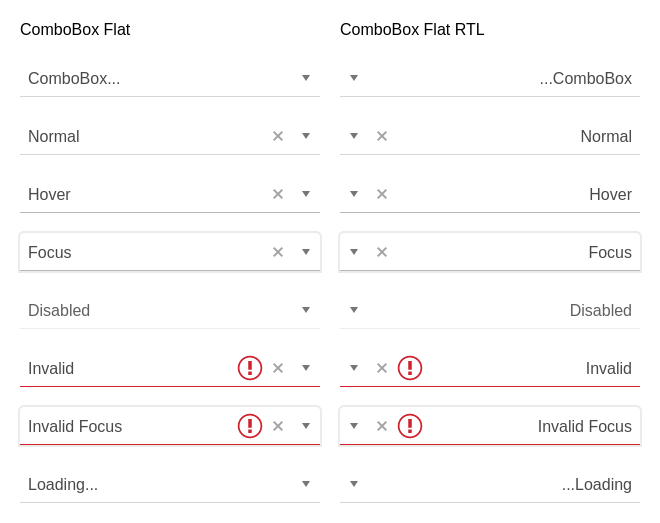 ComboBox Flat
ComboBox...
Normal
Hover
Focus
Disabled
Invalid
Invalid Focus
Loading...
ComboBox Flat RTL
...ComboBox
Normal
Hover
Focus
Disabled
Invalid
Invalid Focus
...Loading